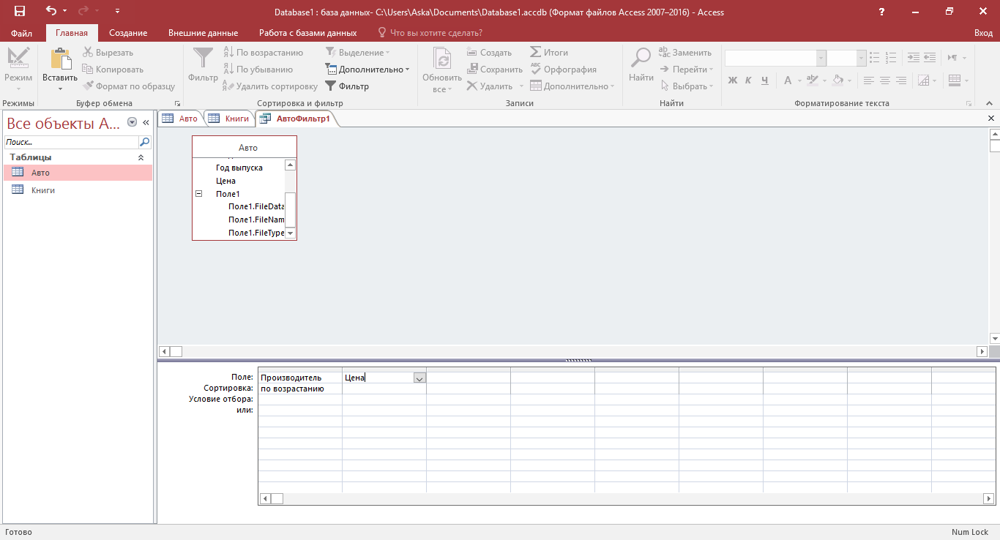 Database1 : база данных- C:\Users\Aska\Documents\Database1.accdb (Формат файлов Access 2007–2016) - Access
?
Файл Главная Создание Внешние данные Работа с базами данных Что вы хотите сделать? Вход
Режим
Режимы
Вставить
Вырезать
Копировать
Формат по образцу
Буфер обмена
Фильтр
По возрастанию
По убыванию
Удалить сортировку
Выделение
Дополнительно
Фильтр
Сортировка и фильтр
Обновить
все
Создать
Сохранить
Удалить
Итоги
Орфография
Дополнительно
Записи
Найти
Заменить
Перейти
Выбрать
Найти
Ж К Ч А
Форматирование текста
Все объекты A...
Поиск...
Таблицы
Авто
Книги
Авто Книги АвтоФильтр1
Авто
Год выпуска
Цена
Поле1
Поле1.FileData
Поле1.FileNam
Поле1.FileType
Поле: Производитель Цена
Сортировка: по возрастанию
Условие отбора:
или:
Готово Num Lock